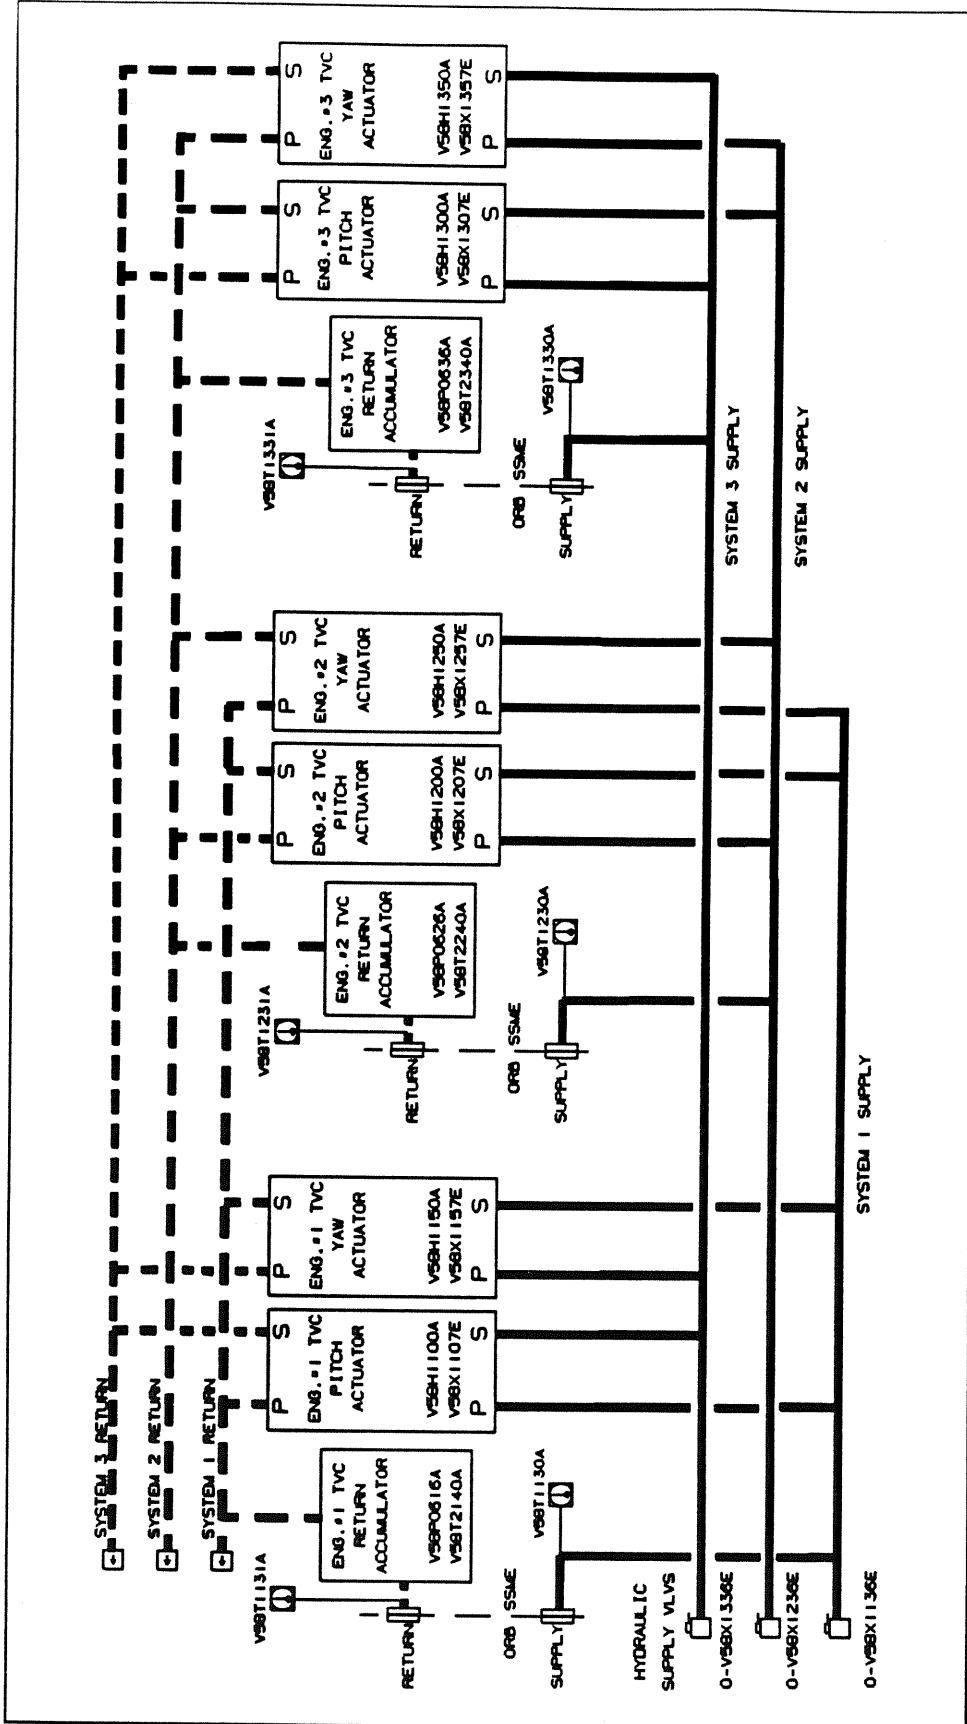 SYSTEM 3 RETURN
SYSTEM 2 RETURN
SYSTEM 1 RETURN
V58T1131A
ENG. #1 TVC
RETURN
ACCUMULATOR
V58P0616A
V58T2140A
RETURN
ORB SSME
SUPPLY
V58T1130A
P S
ENG. #1 TVC
PITCH
ACTUATOR
V58H1100A
V58X1107E
P S
P S
ENG. #1 TVC
YAW
ACTUATOR
V58H1150A
V58X1157E
P S
V58T1231A
ENG. #2 TVC
RETURN
ACCUMULATOR
V58P0626A
V58T2240A
RETURN
ORB SSME
SUPPLY
V58T1230A
P S
ENG. #2 TVC
PITCH
ACTUATOR
V58H1200A
V58X1207E
P S
P S
ENG. #2 TVC
YAW
ACTUATOR
V58H1250A
V58X1257E
P S
V58T1331A
ENG. #3 TVC
RETURN
ACCUMULATOR
V58P0636A
V58T2340A
RETURN
ORB SSME
SUPPLY
V58T1330A
P S
ENG. #3 TVC
PITCH
ACTUATOR
V58H1300A
V58X1307E
P S
P S
ENG. #3 TVC
YAW
ACTUATOR
V58H1350A
V58X1357E
P S
HYDRAULIC
SUPPLY VLVS
O-V58X1336E
O-V58X1236E
O-V58X1136E
SYSTEM 3 SUPPLY
SYSTEM 2 SUPPLY
SYSTEM 1 SUPPLY